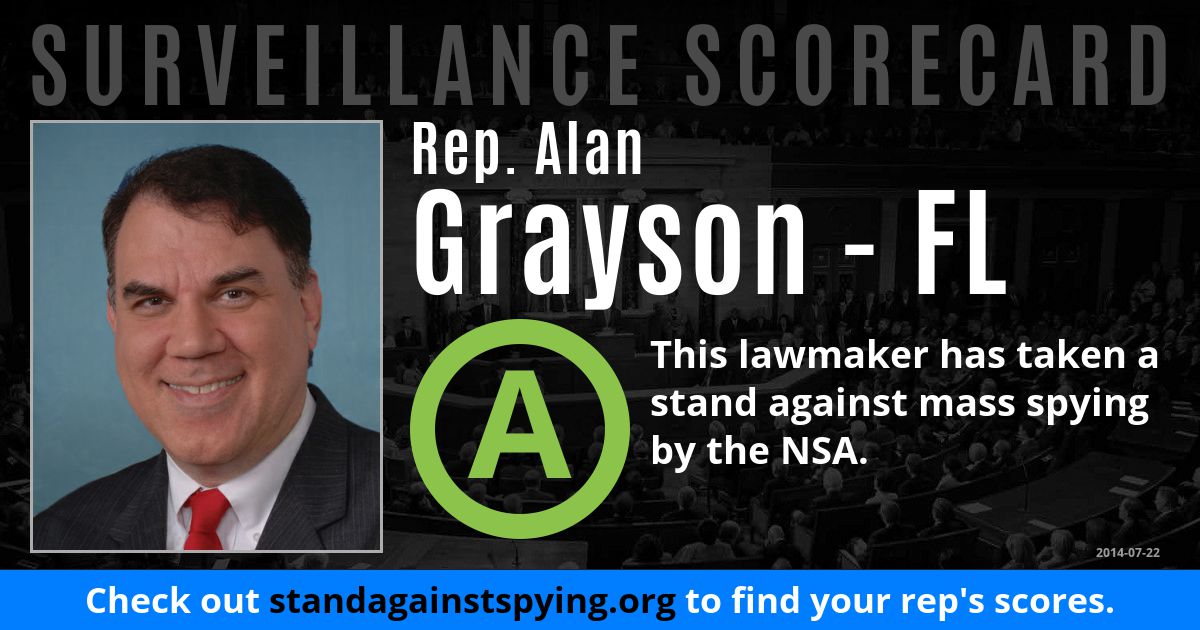 SURVEILLANCE SCORECARD
Rep. Alan
Grayson - FL
A
This lawmaker has taken a
stand against mass spying
by the NSA.
2014-07-22
Check out standagainstspying.org to find your rep's scores.